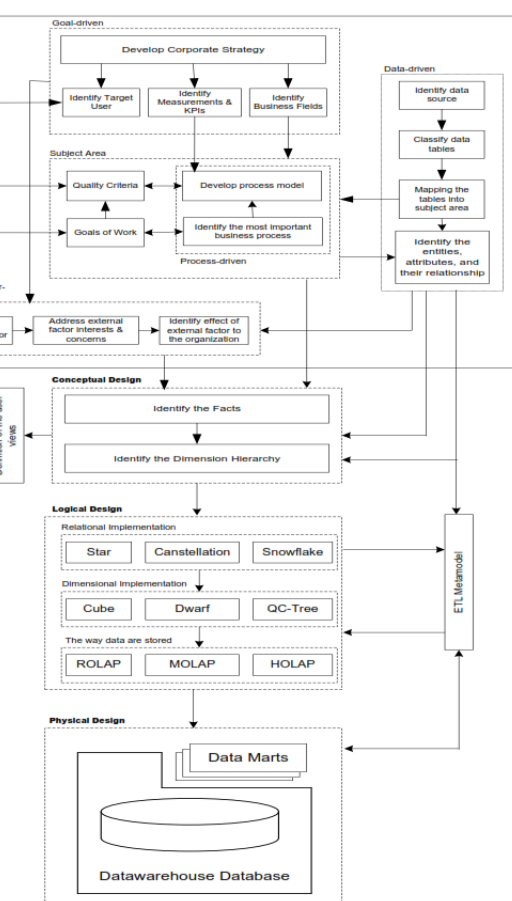 Goal-driven
Develop Corporate Strategy
Identify Target
User
Identify
Measurements &
KPIs
Identify
Business Fields
Data-driven
Identify data
source
Classify data
tables
Mapping the
tables into
subject area
Identify the
entities,
attributes, and
their relationship
Subject Area
Quality Criteria
Develop process model
Goals of Work
Identify the most important
business process
Process-driven
r-
or
Address external
factor interests &
concerns
Identify effect of
external factor to
the organization
Conceptual Design
Identify the Facts
Identify the Dimension Hierarchy
views
Logical Design
Relational Implementation
Star
Canstellation
Snowflake
Dimensional Implementation
Cube
Dwarf
QC-Tree
The way data are stored
ROLAP
MOLAP
HOLAP
ETL Metamodel
Physical Design
Data Marts
Datawarehouse Database